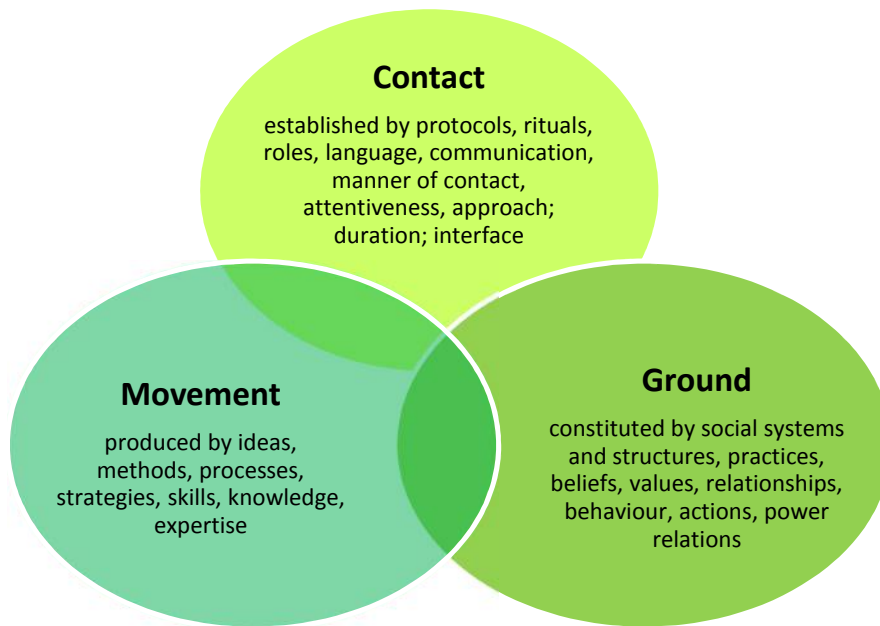 Contact
established by protocols, rituals,
roles, language, communication,
manner of contact,
attentiveness, approach;
duration; interface
Movement
produced by ideas,
methods, processes,
strategies, skills, knowledge,
expertise
Ground
constituted by social systems
and structures, practices,
beliefs, values, relationships,
behaviour, actions, power
relations